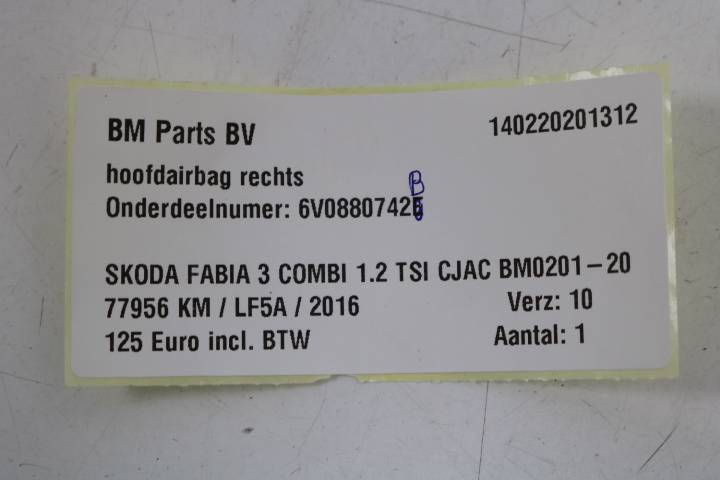 BM Parts BV
140220201312
hoofdairbag rechts
B
Onderdeelnumer: 6V0880742
SKODA FABIA 3 COMBI 1.2 TSI CJAC BM0201-20
77956 KM / LF5A / 2016
Verz: 10
125 Euro incl. BTW
Aantal: 1